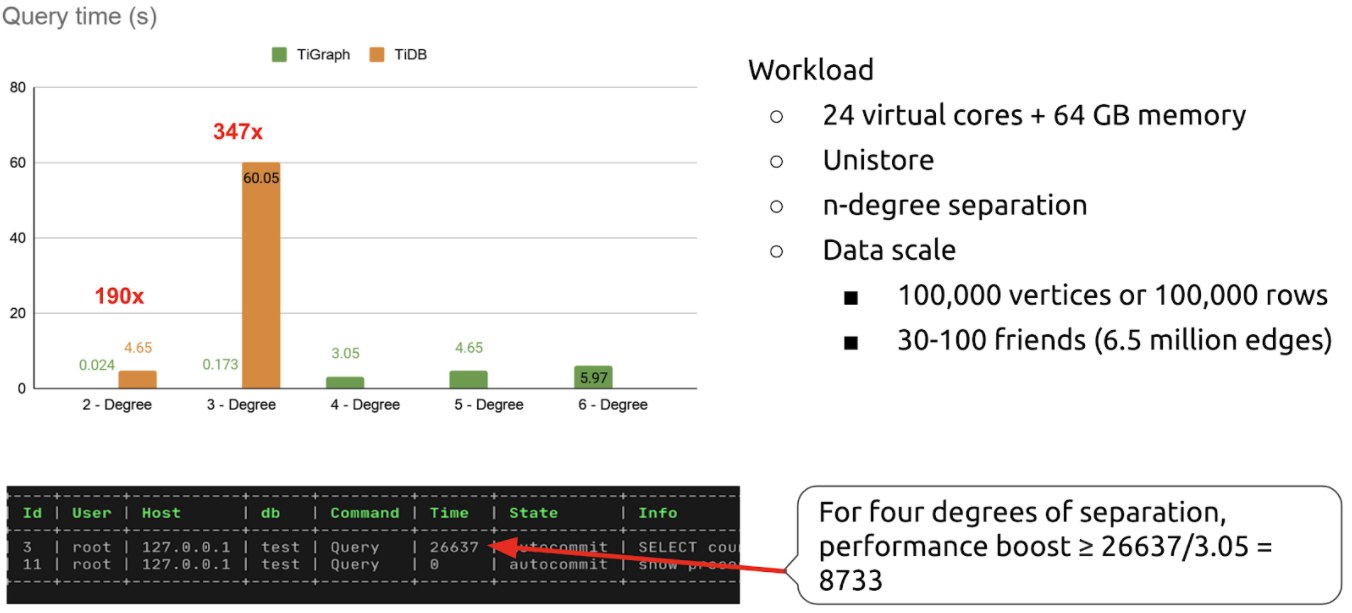 Query time (s)
TiGraph TiDB
80
60
40
20
0
347x
60.05
190x
0.024
4.65
0.173
3.05
4.65
5.97
2 - Degree 3 - Degree 4 - Degree 5 - Degree 6 - Degree
Workload
24 virtual cores + 64 GB memory
Unistore
n-degree separation
Data scale
100,000 vertices or 100,000 rows
30-100 friends (6.5 million edges)
Id | User | Host | db | Command | Time | State | Info
3 | root | 127.0.0.1 | test | Query | 26637 | autocommit | SELECT cou
11 | root | 127.0.0.1 | test | Query | 0 | autocommit | show proce
For four degrees of separation,
performance boost ≥ 26637/3.05 =
8733